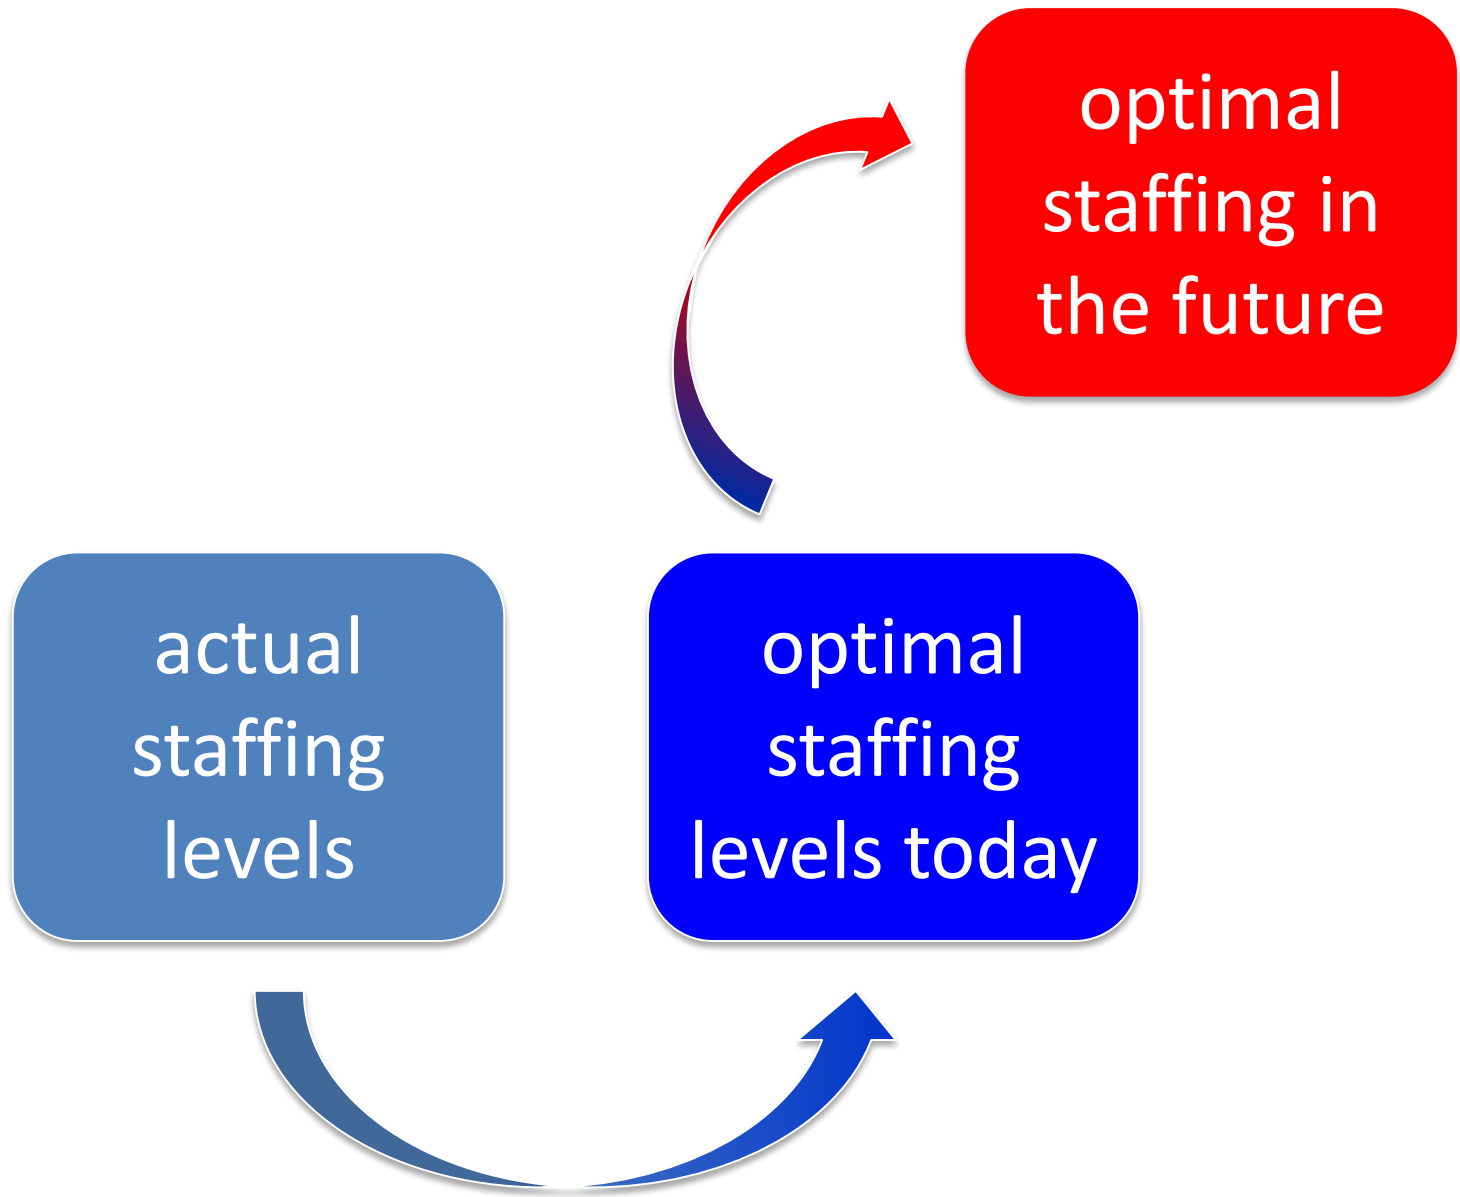 optimal
staffing in
the future
actual
staffing
levels
optimal
staffing
levels today